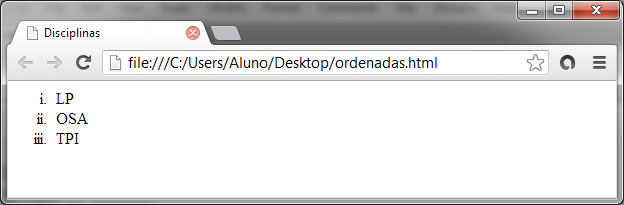 Disciplinas
file:///C:/Users/Aluno/Desktop/ordenadas.html
i. LP
ii. OSA
iii. TPI